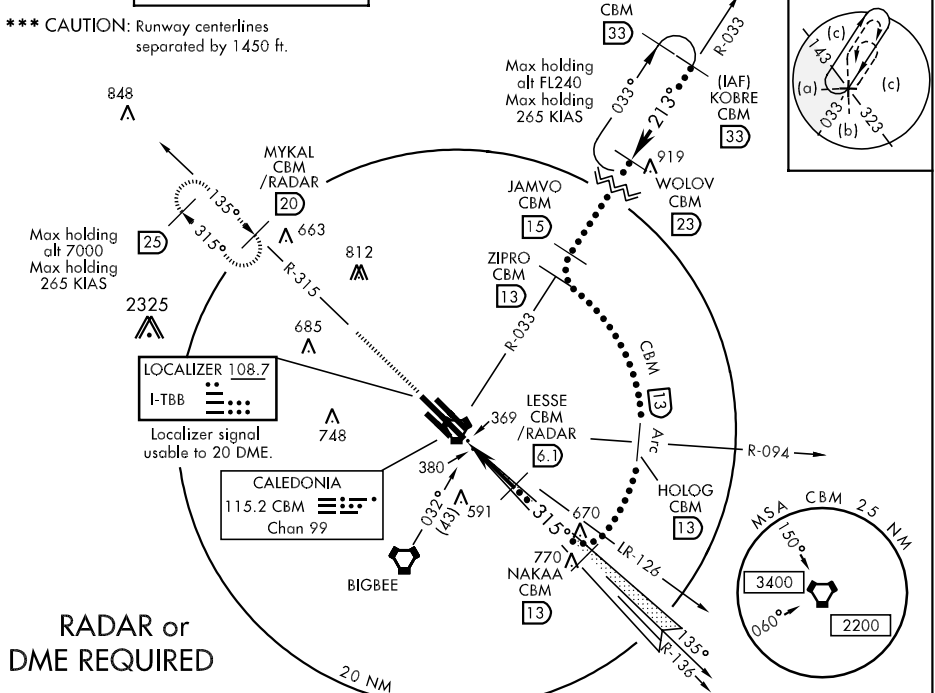 *** CAUTION: Runway centerlines
separated by 1450 ft.
CBM
33
R-033
Max holding
alt FL240
Max holding
265 KIAS
033°
213°
(IAF)
KOBRE
CBM
33
143
(c)
(a)
(c)
033
(b)
323
848
MYKAL
CBM
/RADAR
20
135°
315°
25
Max holding
alt 7000
Max holding
265 KIAS
663
812
R-315
2325
685
919
WOLOV
CBM
23
JAMVO
CBM
15
ZIPRO
CBM
13
R-033
CBM
13
Arc
LOCALIZER 108.7
I-TBB
Localizer signal
usable to 20 DME.
748
369
380
LESSE
CBM
/RADAR
6.1
R-094
HOLOG
CBM
13
CALEDONIA
115.2 CBM
Chan 99
032°
(43)
591
315°
670
770
LR-126
NAKAA
CBM
13
BIGBEE
135°
R-136
MSA CBM 25 NM
150°
3400
060°
2200
RADAR or
DME REQUIRED
20 NM